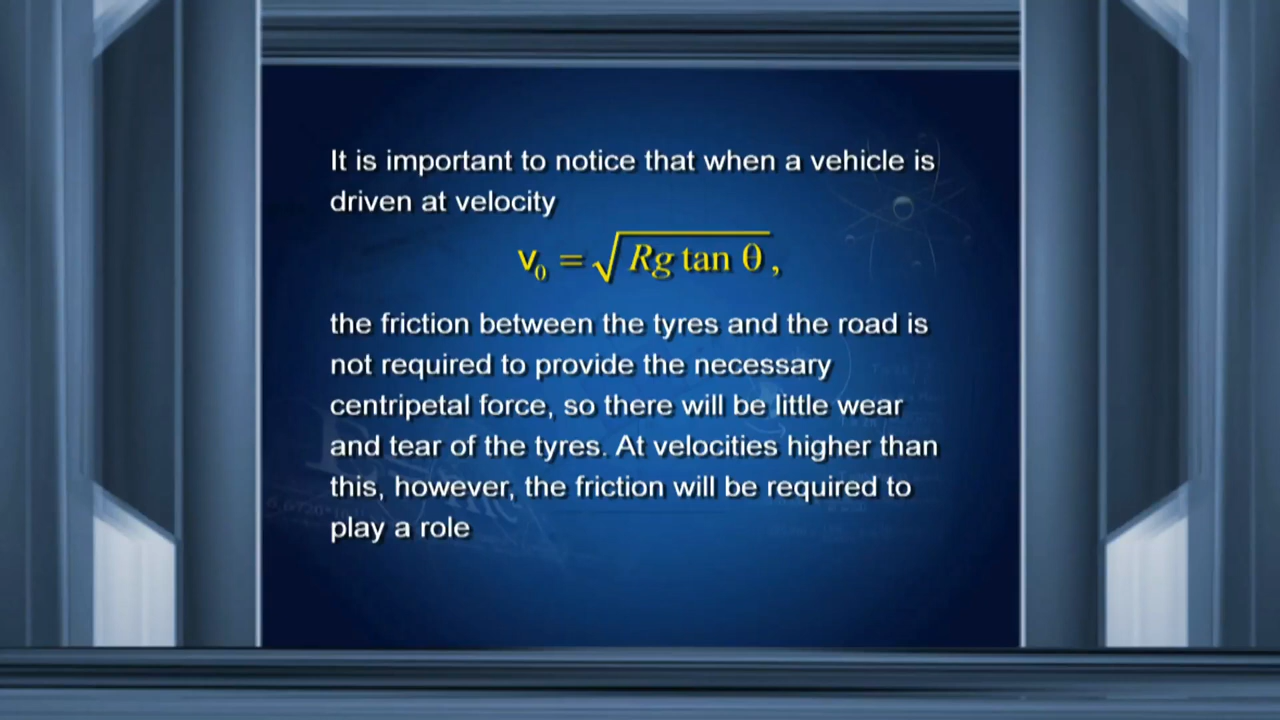 It is important to notice that when a vehicle is
driven at velocity
v₀ = √(Rg tan θ),
the friction between the tyres and the road is
not required to provide the necessary
centripetal force, so there will be little wear
and tear of the tyres. At velocities higher than
this, however, the friction will be required to
play a role